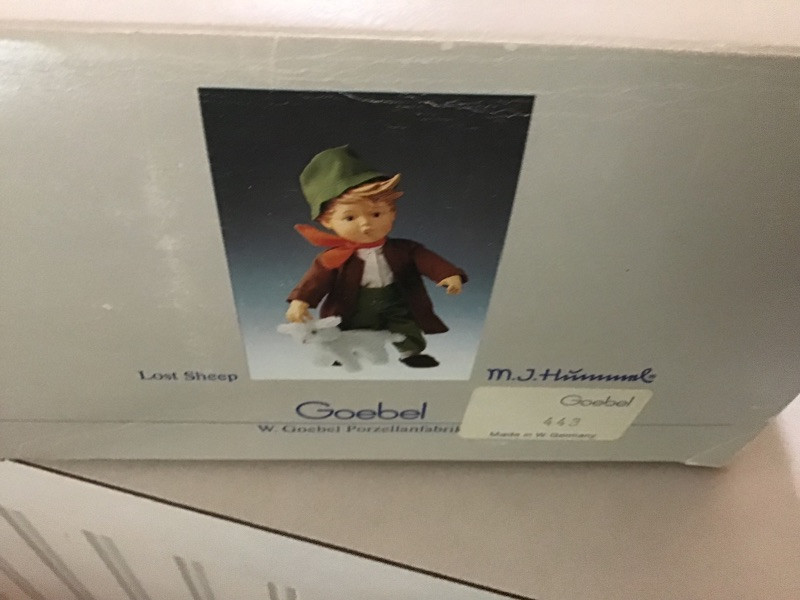 Lost Sheep
M.J. Hummel®
Goebel
W. Goebel Porzellanfabrik
Goebel
443
Made in W. Germany